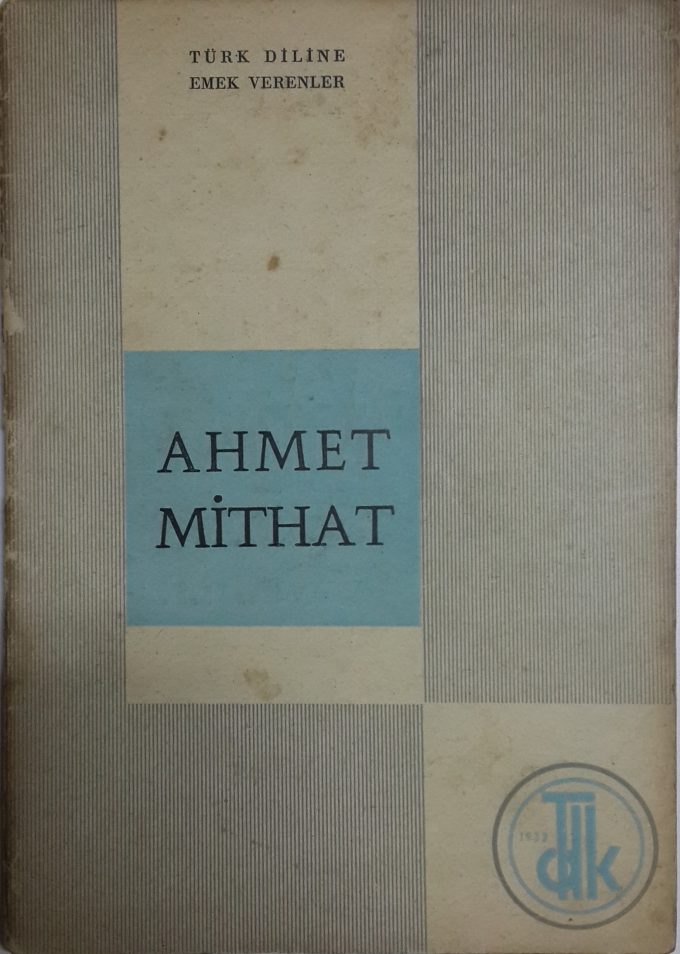 TÜRK DİLİNE
EMEK VERENLER
AHMET
MİTHAT
1932
Tdk